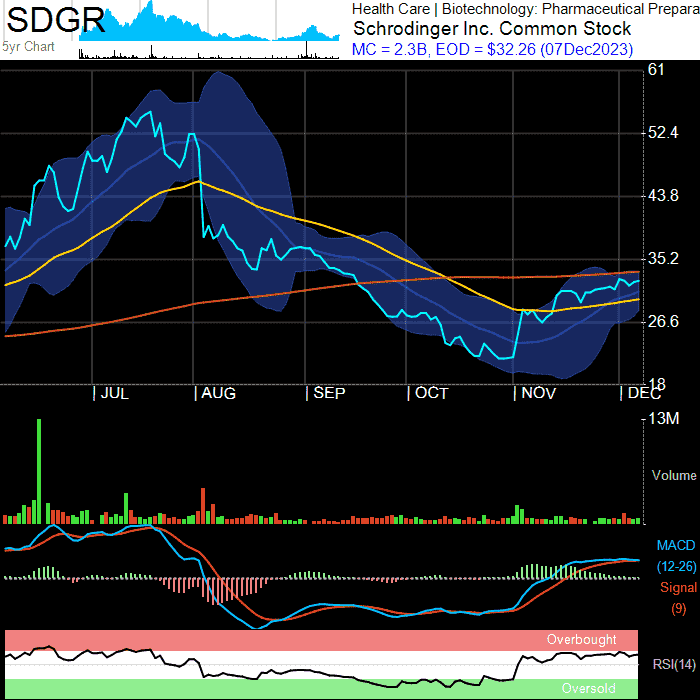 SDGR
5yr Chart
Health Care | Biotechnology: Pharmaceutical Prepara
Schrodinger Inc. Common Stock
MC = 2.3B, EOD = $32.26 (07Dec2023)
61
52.4
43.8
35.2
26.6
18
JUL AUG SEP OCT NOV DEC
13M
Volume
MACD
(12-26)
Signal
(9)
Overbought
RSI(14)
Oversold